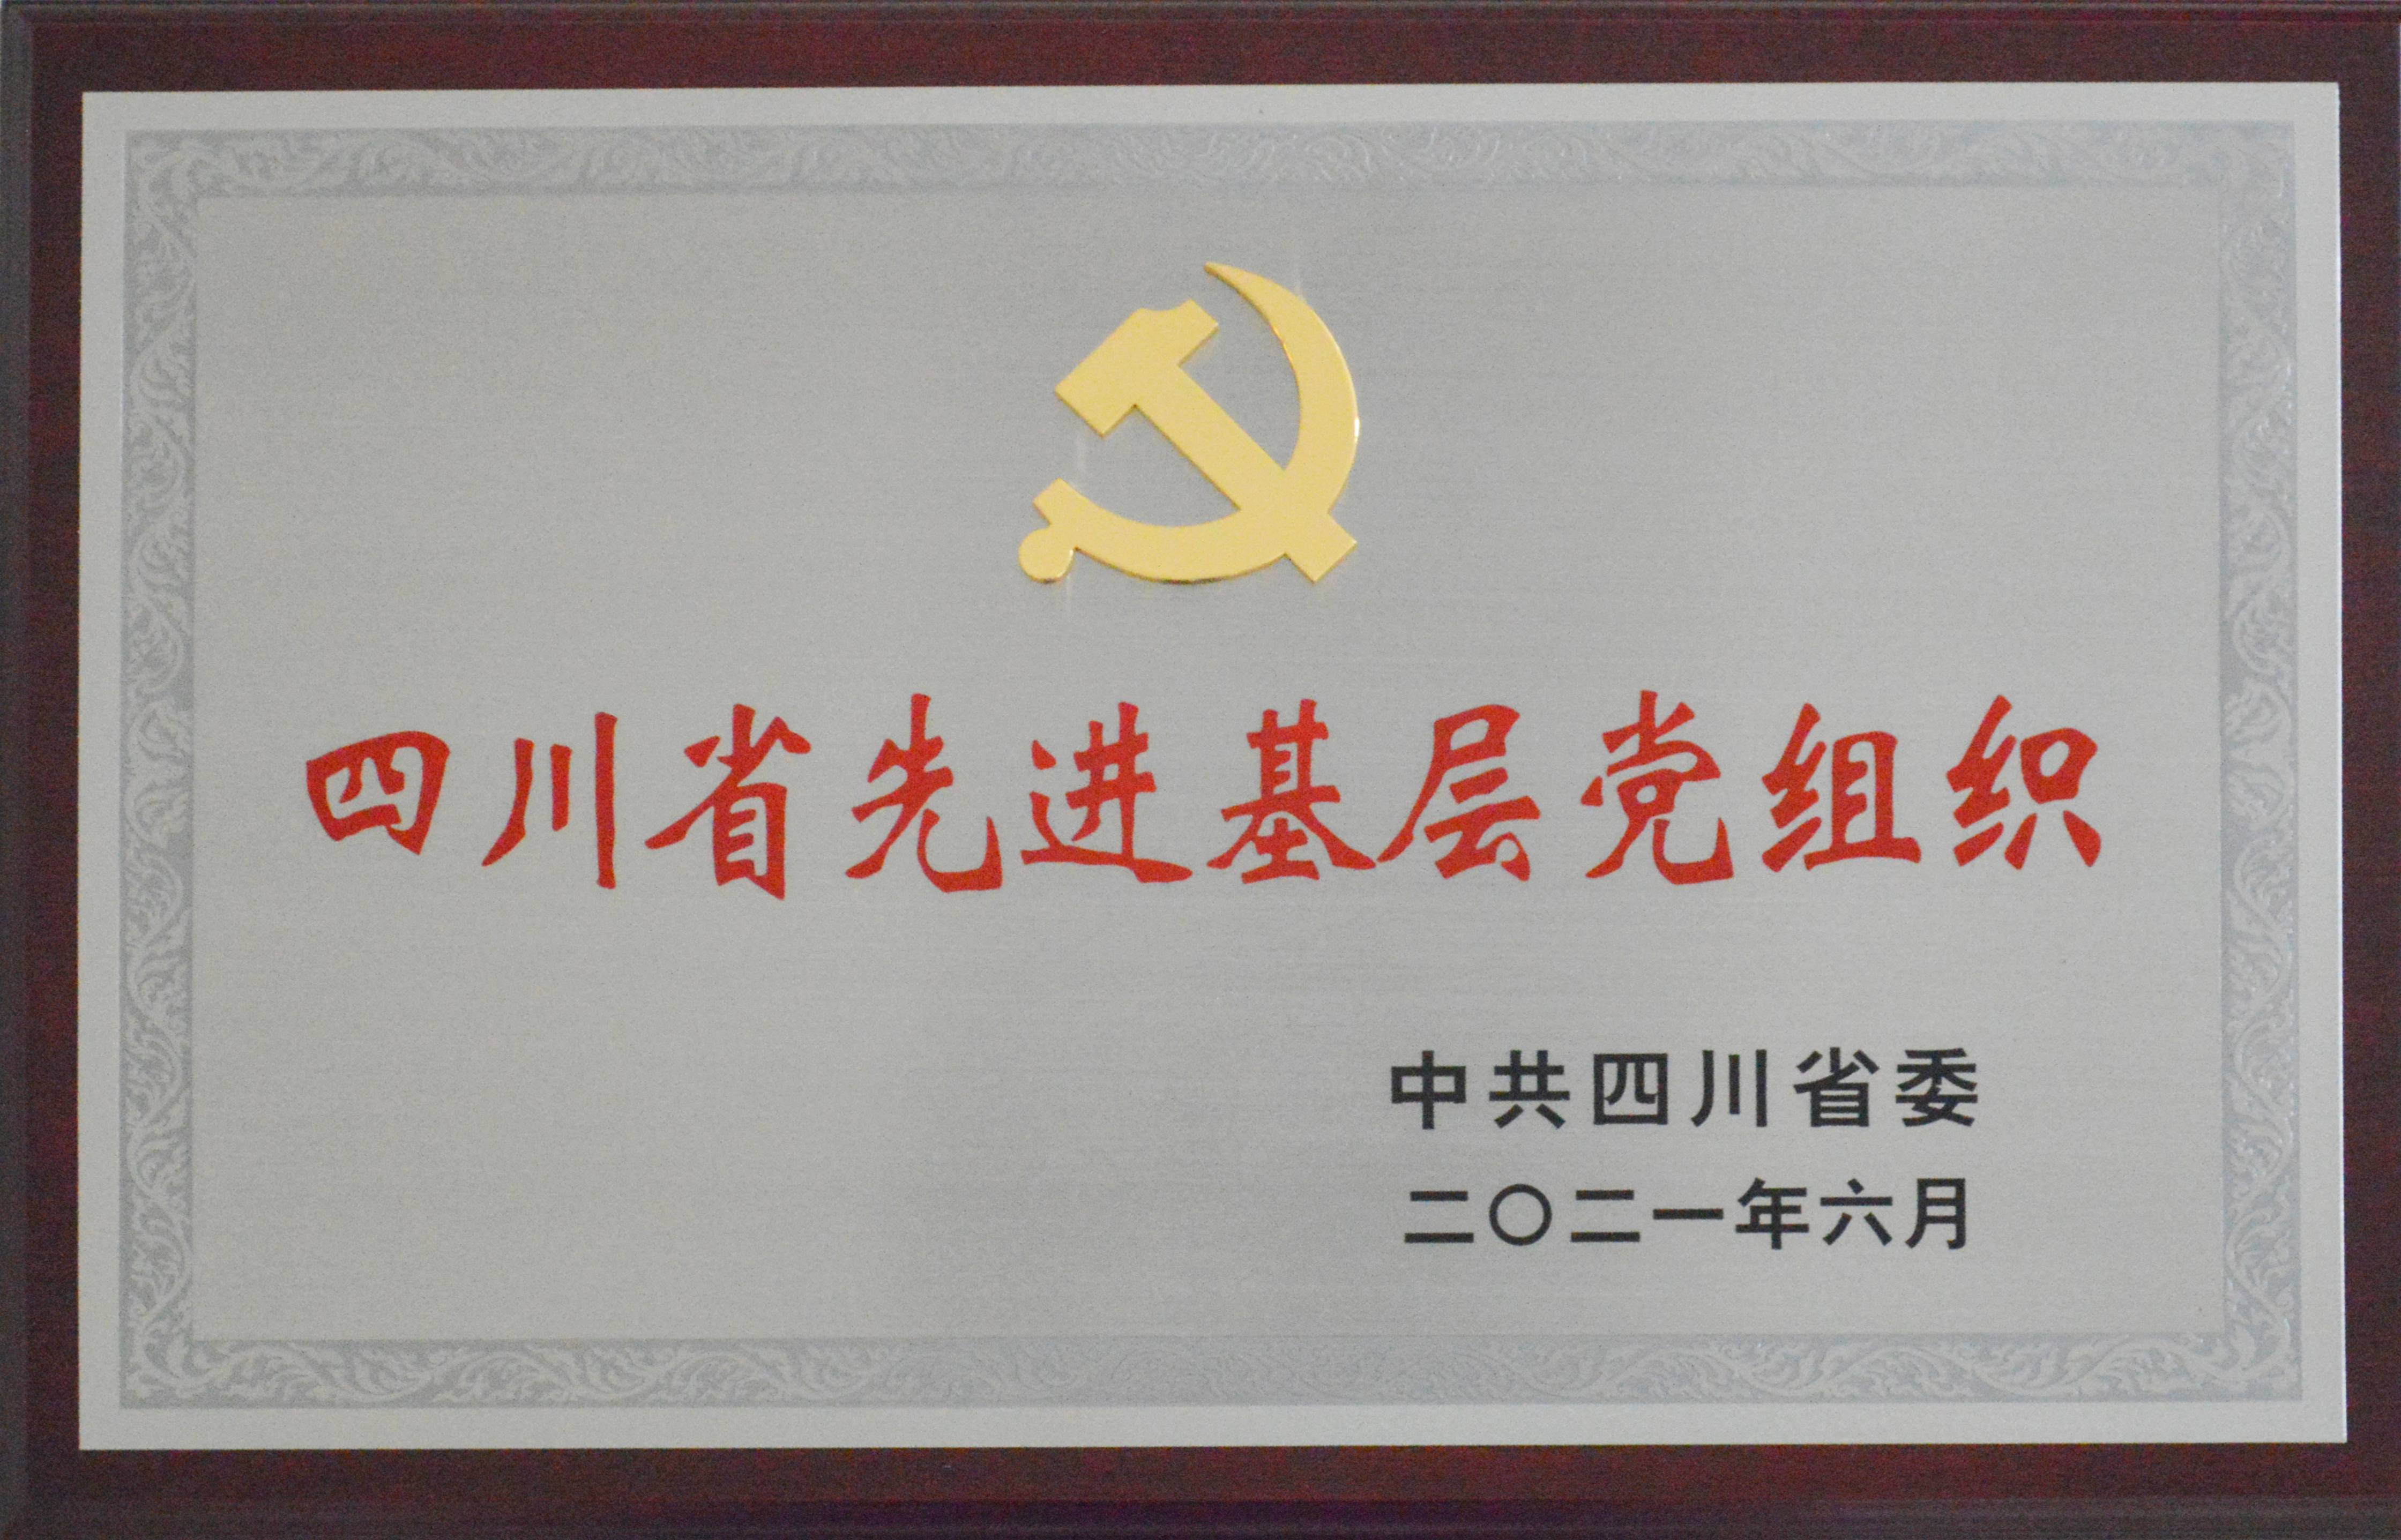 四川省先进基层党组织
中共四川省委
二〇二一年六月